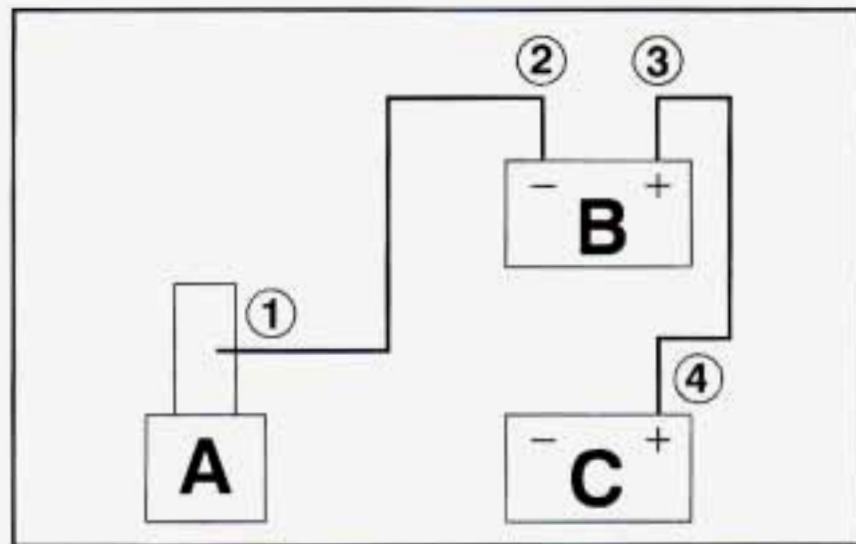 ② ③
− +
B
①
④
− +
A C